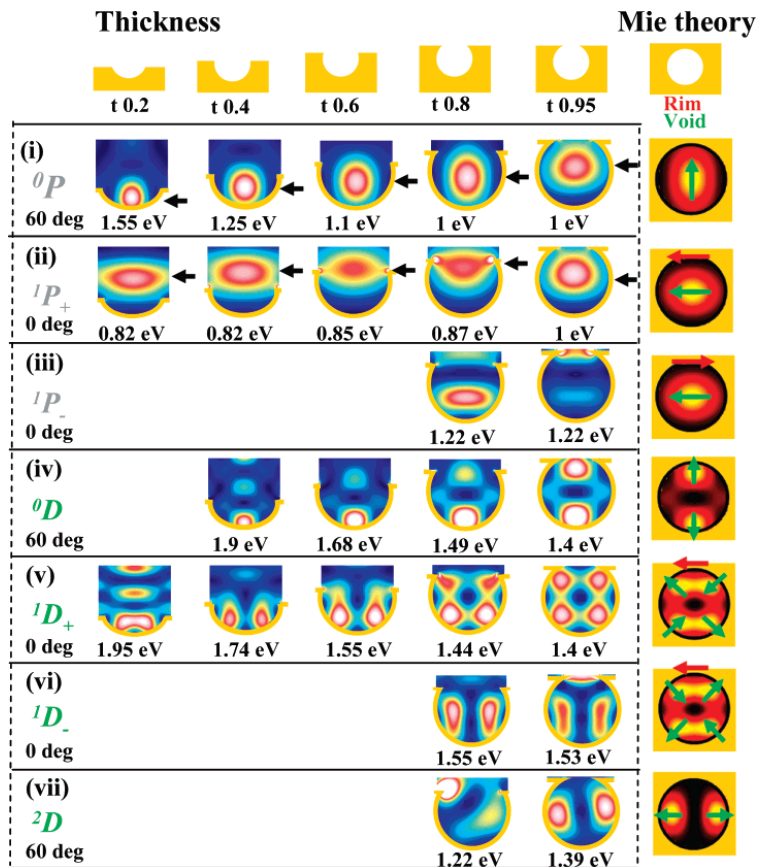 Thickness Mie theory
t 0.2 t 0.4 t 0.6 t 0.8 t 0.95 Rim
Void
(i)
⁰P
60 deg 1.55 eV 1.25 eV 1.1 eV 1 eV 1 eV
(ii)
¹P₊
0 deg 0.82 eV 0.82 eV 0.85 eV 0.87 eV 1 eV
(iii)
¹P₋
0 deg 1.22 eV 1.22 eV
(iv)
⁰D
60 deg 1.9 eV 1.68 eV 1.49 eV 1.4 eV
(v)
¹D₊
0 deg 1.95 eV 1.74 eV 1.55 eV 1.44 eV 1.4 eV
(vi)
¹D₋
0 deg 1.55 eV 1.53 eV
(vii)
²D
60 deg 1.22 eV 1,39 eV